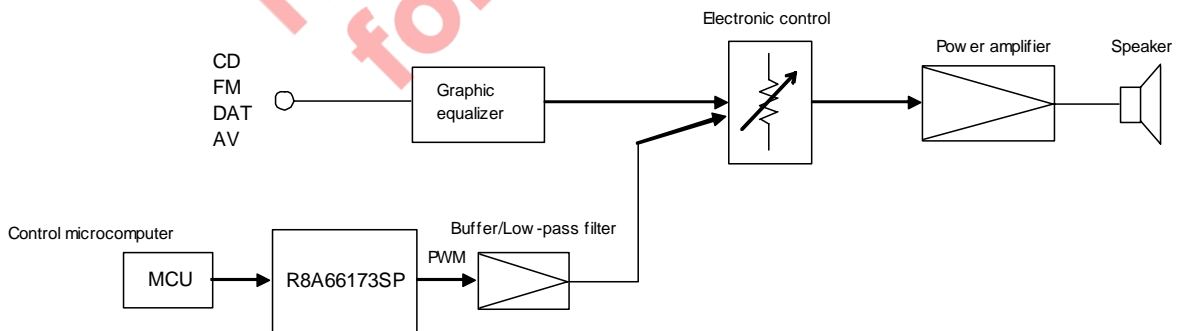 Electronic control
CD
FM
DAT
AV
Graphic
equalizer
Power amplifier
Speaker
Control microcomputer
MCU
R8A66173SP
PWM
Buffer/Low-pass filter
for